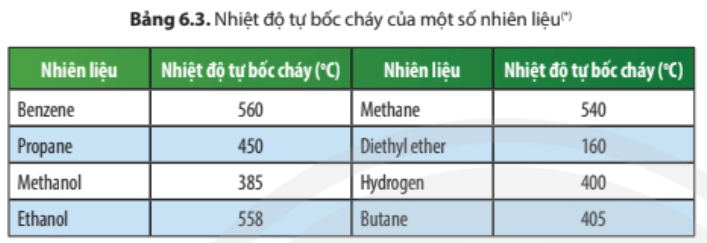 Bảng 6.3. Nhiệt độ tự bốc cháy của một số nhiên liệu(*)
Nhiên liệu Nhiệt độ tự bốc cháy (°C) Nhiên liệu Nhiệt độ tự bốc cháy (°C)
Benzene 560 Methane 540
Propane 450 Diethyl ether 160
Methanol 385 Hydrogen 400
Ethanol 558 Butane 405